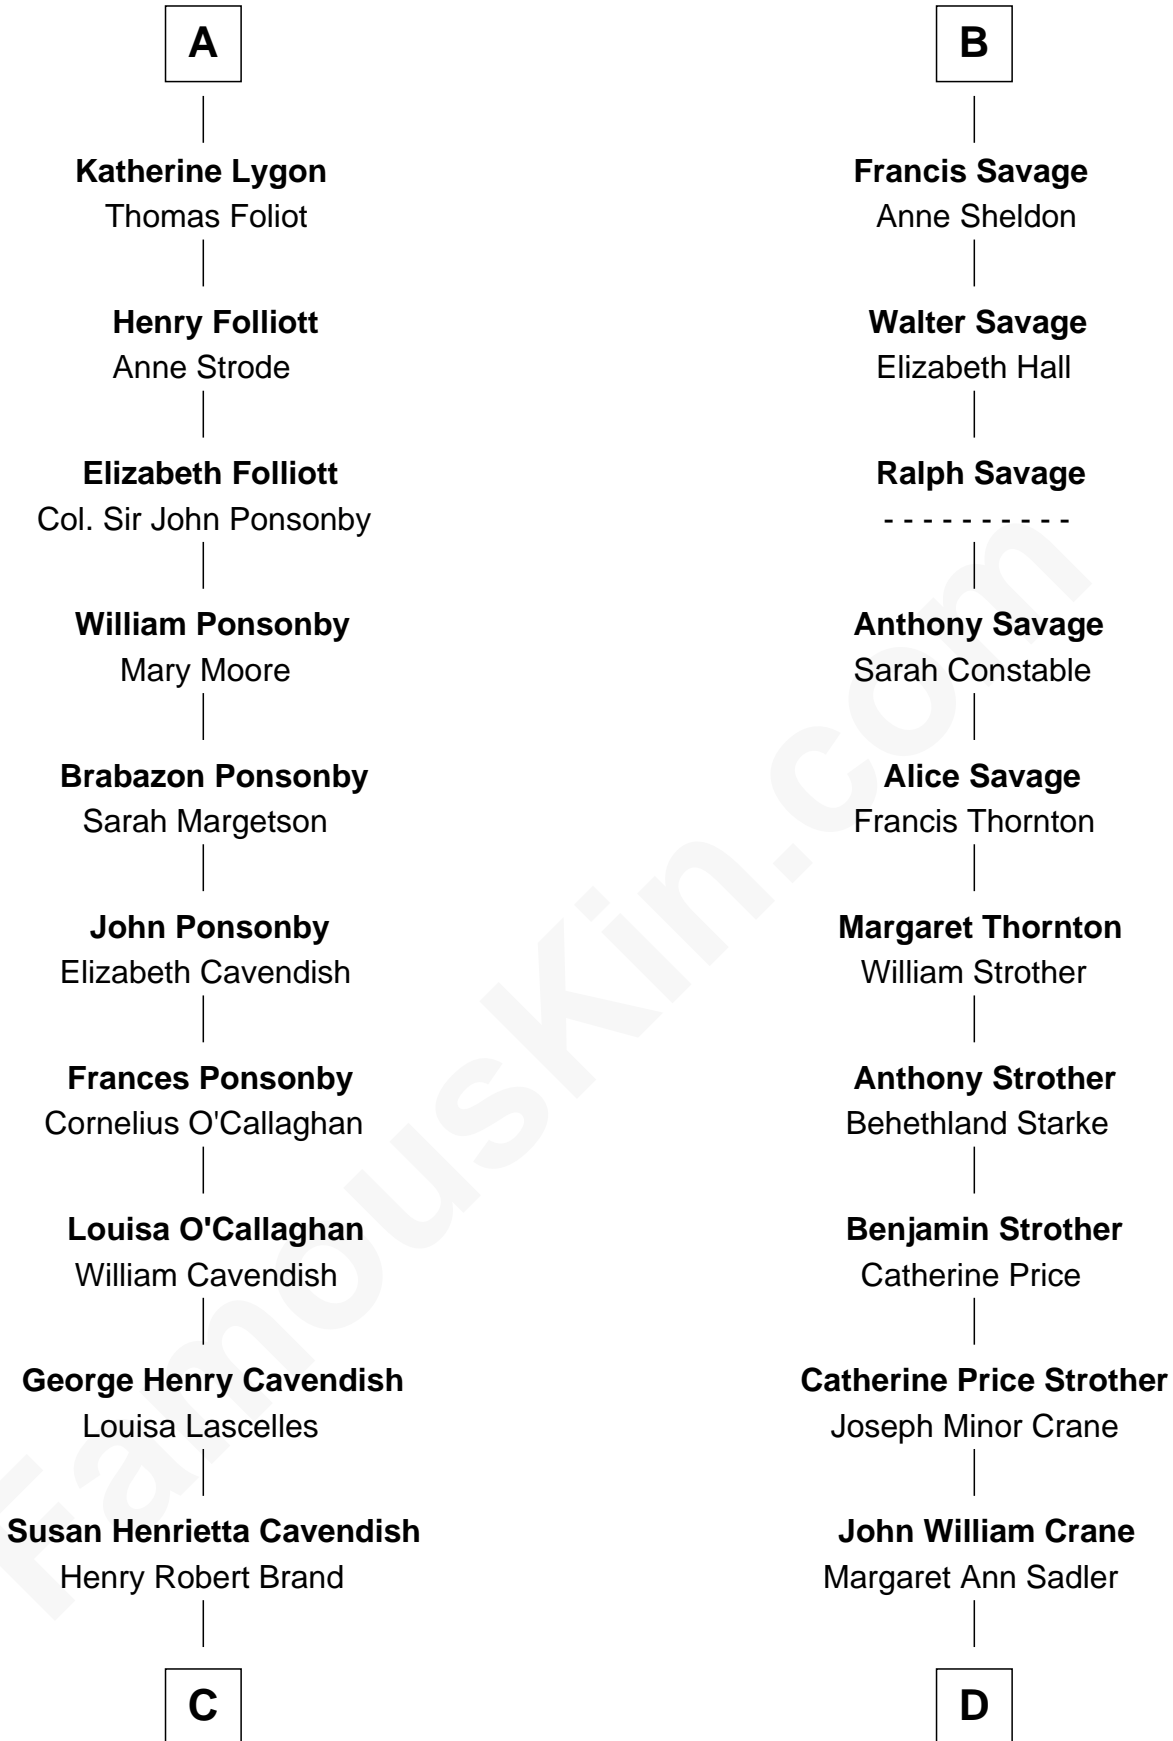 A
Katherine Lygon
Thomas Foliot
Henry Folliott
Anne Strode
Elizabeth Folliott
Col. Sir John Ponsonby
William Ponsonby
Mary Moore
Brabazon Ponsonby
Sarah Margetson
John Ponsonby
Elizabeth Cavendish
Frances Ponsonby
Cornelius O'Callaghan
Louisa O'Callaghan
William Cavendish
George Henry Cavendish
Louisa Lascelles
Susan Henrietta Cavendish
Henry Robert Brand
C
B
Francis Savage
Anne Sheldon
Walter Savage
Elizabeth Hall
Ralph Savage
- - - - - - - - - -
Anthony Savage
Sarah Constable
Alice Savage
Francis Thornton
Margaret Thornton
William Strother
Anthony Strother
Behethland Starke
Benjamin Strother
Catherine Price
Catherine Price Strother
Joseph Minor Crane
John William Crane
Margaret Ann Sadler
D
FamousKin.com